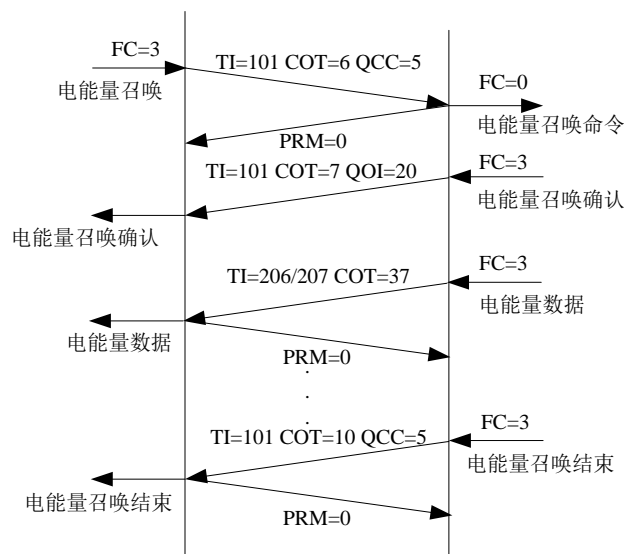 FC=3
TI=101 COT=6 QCC=5
电能量召唤
FC=0
电能量召唤命令
PRM=0
TI=101 COT=7 QOI=20
FC=3
电能量召唤确认
电能量召唤确认
TI=206/207 COT=37
FC=3
电能量数据
电能量数据
PRM=0
.
.
.
TI=101 COT=10 QCC=5
FC=3
电能量召唤结束
电能量召唤结束
PRM=0